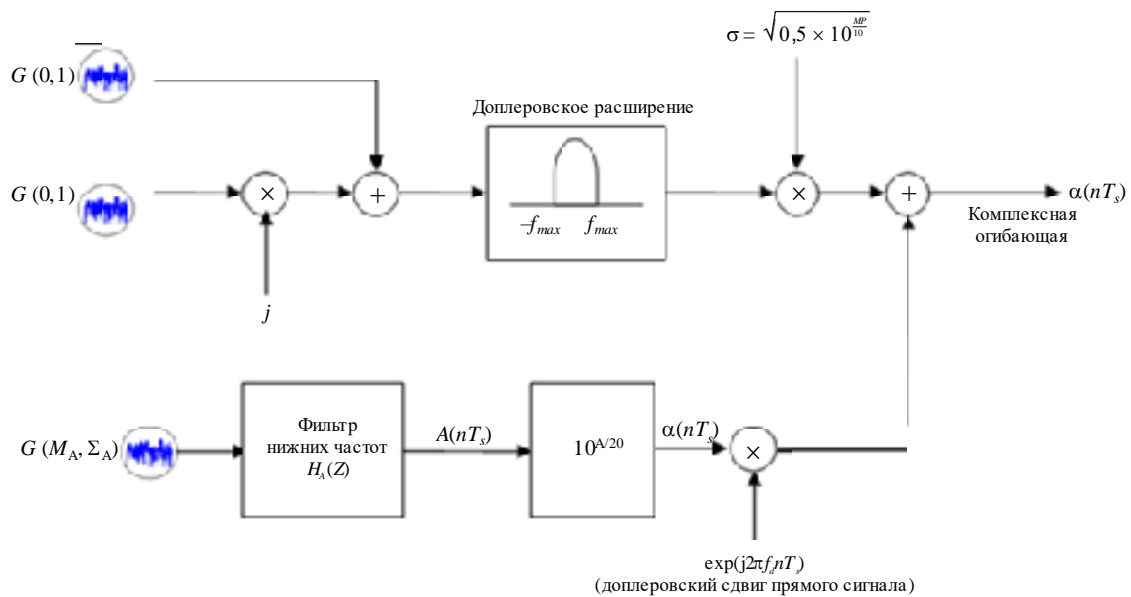 σ = √0,5 × 10^(MP/10)
G (0,1)
Доплеровское расширение
G (0,1)
×
+
–fmax fmax
×
+
α(nTs)
Комплексная
огибающая
j
G (MA, ΣA)
Фильтр
нижних частот
HA(Z)
A(nTs)
10^A/20
α(nTs)
×
exp(j2πfdnTs)
(доплеровский сдвиг прямого сигнала)